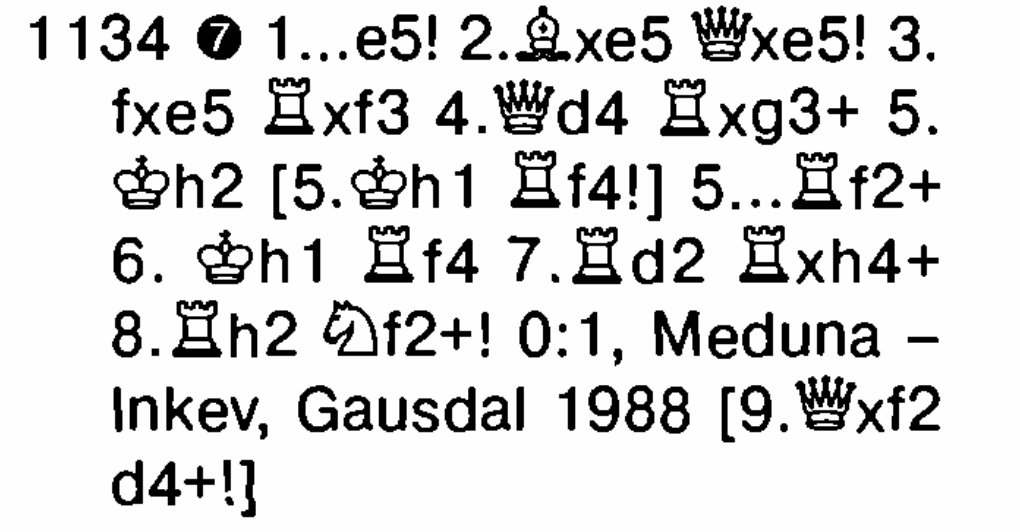 1134 ❼ 1...e5! 2.♗xe5 ♕xe5! 3.
fxe5 ♖xf3 4.♕d4 ♖xg3+ 5.
♔h2 [5.♔h1 ♖f4!] 5...♖f2+
6. ♔h1 ♖f4 7.♖d2 ♖xh4+
8.♖h2 ♘f2+! 0:1, Meduna –
Inkev, Gausdal 1988 [9.♕xf2
d4+!]